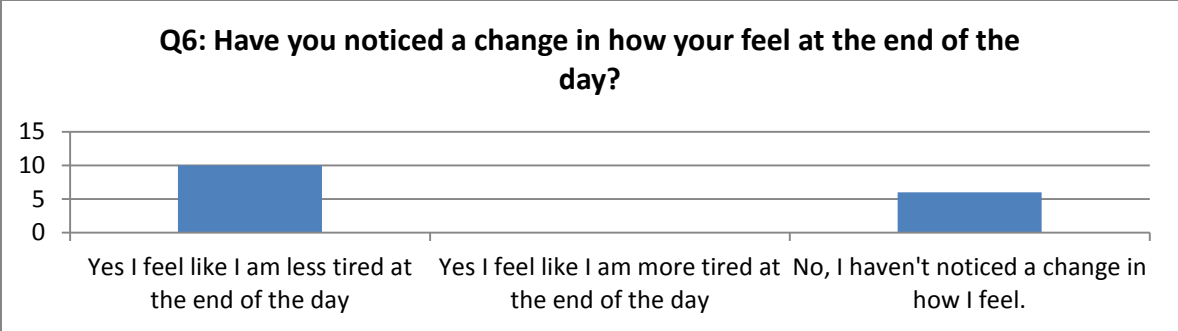 Q6: Have you noticed a change in how your feel at the end of the
day?
15
10
5
0
Yes I feel like I am less tired at
the end of the day
Yes I feel like I am more tired at
the end of the day
No, I haven't noticed a change in
how I feel.